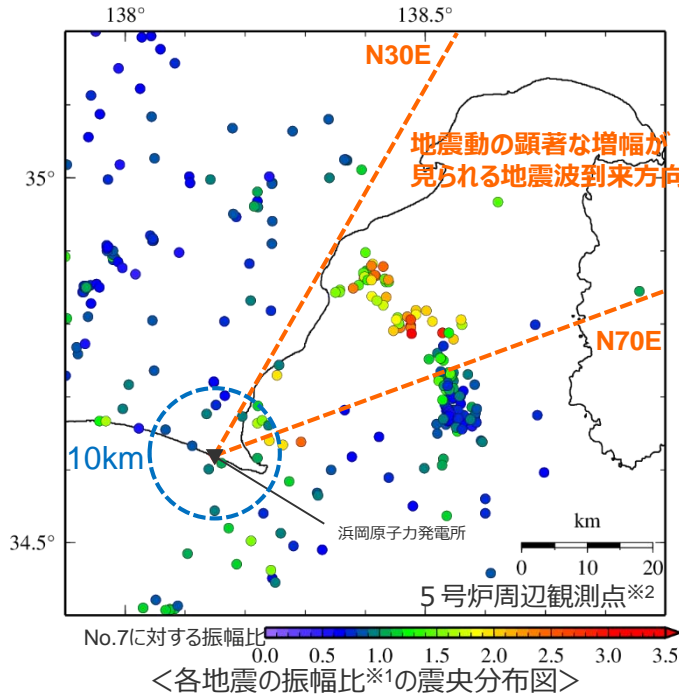 138° 138.5°
N30E
地震動の顕著な増幅が
見られる地震波到来方向
35°
N70E
10km
浜岡原子力発電所
km
34.5°
0 10 20
5号炉周辺観測点※2
No.7に対する振幅比
0.0 0.5 1.0 1.5 2.0 2.5 3.0 3.5
＜各地震の振幅比※1の震央分布図＞